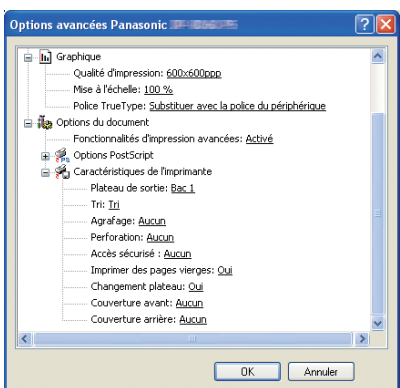 Options avancées Panasonic
Graphique
Qualité d'impression: 600x600ppp
Mise à l'échelle: 100 %
Police TrueType: Substituer avec la police du périphérique
Options du document
Fonctionnalités d'impression avancées: Activé
Options PostScript
Caractéristiques de l'imprimante
Plateau de sortie: Bac 1
Tri: Tri
Agrafage: Aucun
Perforation: Aucun
Accès sécurisé : Aucun
Imprimer des pages vierges: Oui
Changement plateau: Oui
Couverture avant: Aucun
Couverture arrière: Aucun
OK Annuler